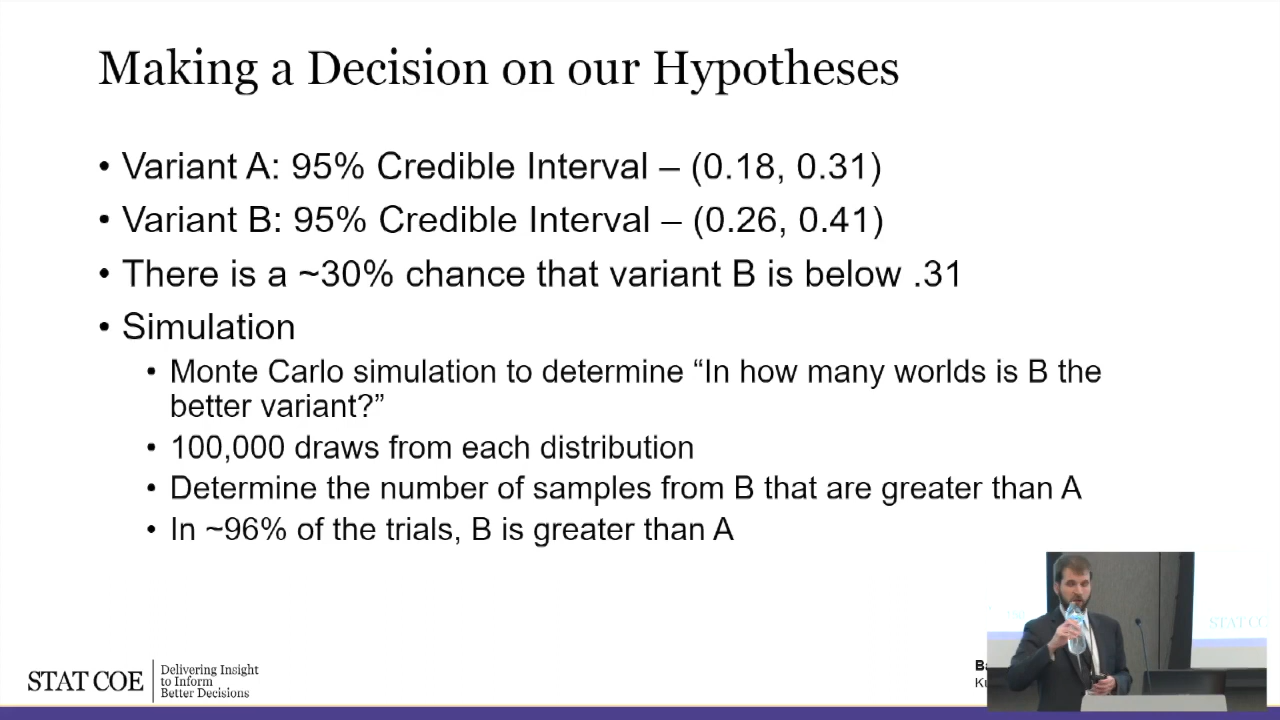 Making a Decision on our Hypotheses
• Variant A: 95% Credible Interval – (0.18, 0.31)
• Variant B: 95% Credible Interval – (0.26, 0.41)
• There is a ~30% chance that variant B is below .31
• Simulation
• Monte Carlo simulation to determine “In how many worlds is B the
better variant?”
• 100,000 draws from each distribution
• Determine the number of samples from B that are greater than A
• In ~96% of the trials, B is greater than A
STAT COE
Delivering Insight
to Inform
Better Decisions
STAT CO